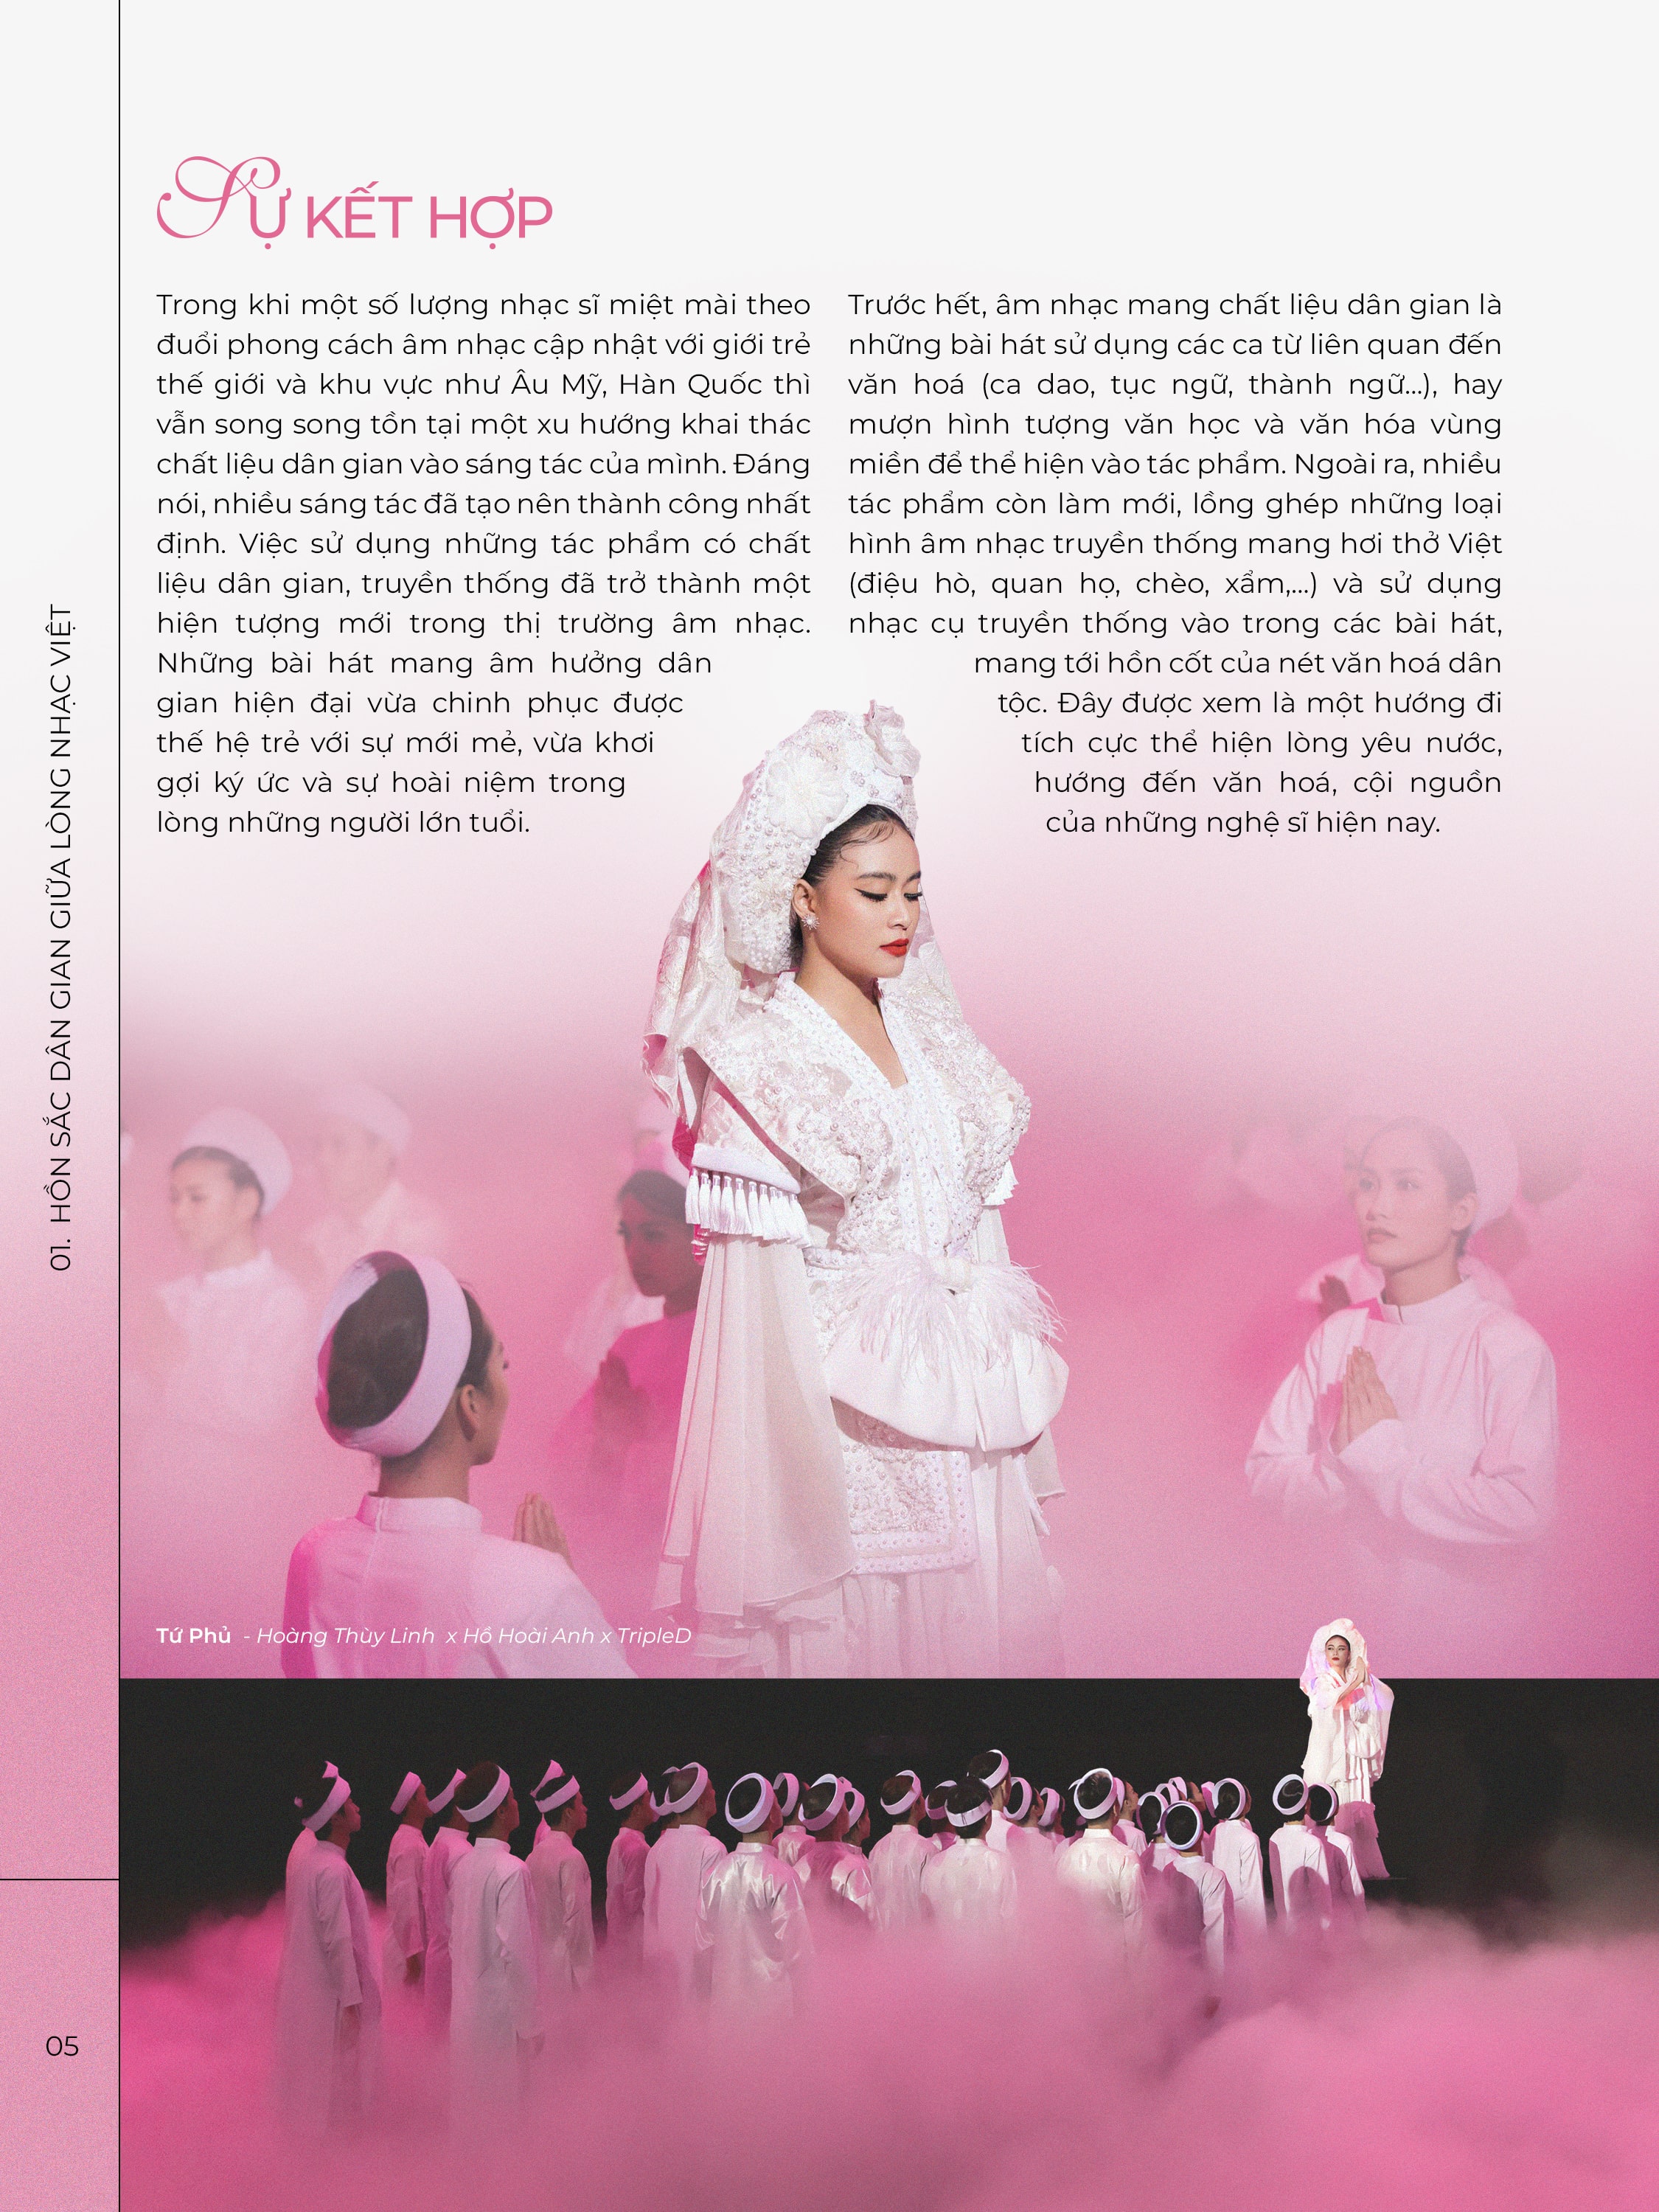 SỰ KẾT HỢP
Trong khi một số lượng nhạc sĩ miệt mài theo
đuổi phong cách âm nhạc cập nhật với giới trẻ
thế giới và khu vực như Âu Mỹ, Hàn Quốc thì
vẫn song song tồn tại một xu hướng khai thác
chất liệu dân gian vào sáng tác của mình. Đáng
nói, nhiều sáng tác đã tạo nên thành công nhất
định. Việc sử dụng những tác phẩm có chất
liệu dân gian, truyền thống đã trở thành một
hiện tượng mới trong thị trường âm nhạc.
Những bài hát mang âm hưởng dân
gian hiện đại vừa chinh phục được
thế hệ trẻ với sự mới mẻ, vừa khơi
gợi ký ức và sự hoài niệm trong
lòng những người lớn tuổi.
Trước hết, âm nhạc mang chất liệu dân gian là
những bài hát sử dụng các ca từ liên quan đến
văn hoá (ca dao, tục ngữ, thành ngữ...), hay
mượn hình tượng văn học và văn hóa vùng
miền để thể hiện vào tác phẩm. Ngoài ra, nhiều
tác phẩm còn làm mới, lồng ghép những loại
hình âm nhạc truyền thống mang hơi thở Việt
(điệu hò, quan họ, chèo, xẩm,...) và sử dụng
nhạc cụ truyền thống vào trong các bài hát,
mang tới hồn cốt của nét văn hoá dân
tộc. Đây được xem là một hướng đi
tích cực thể hiện lòng yêu nước,
hướng đến văn hoá, cội nguồn
của những nghệ sĩ hiện nay.
01. HỒN SẮC DÂN GIAN GIỮA LÒNG NHẠC VIỆT
Tứ Phủ - Hoàng Thùy Linh x Hồ Hoài Anh x TripleD
05